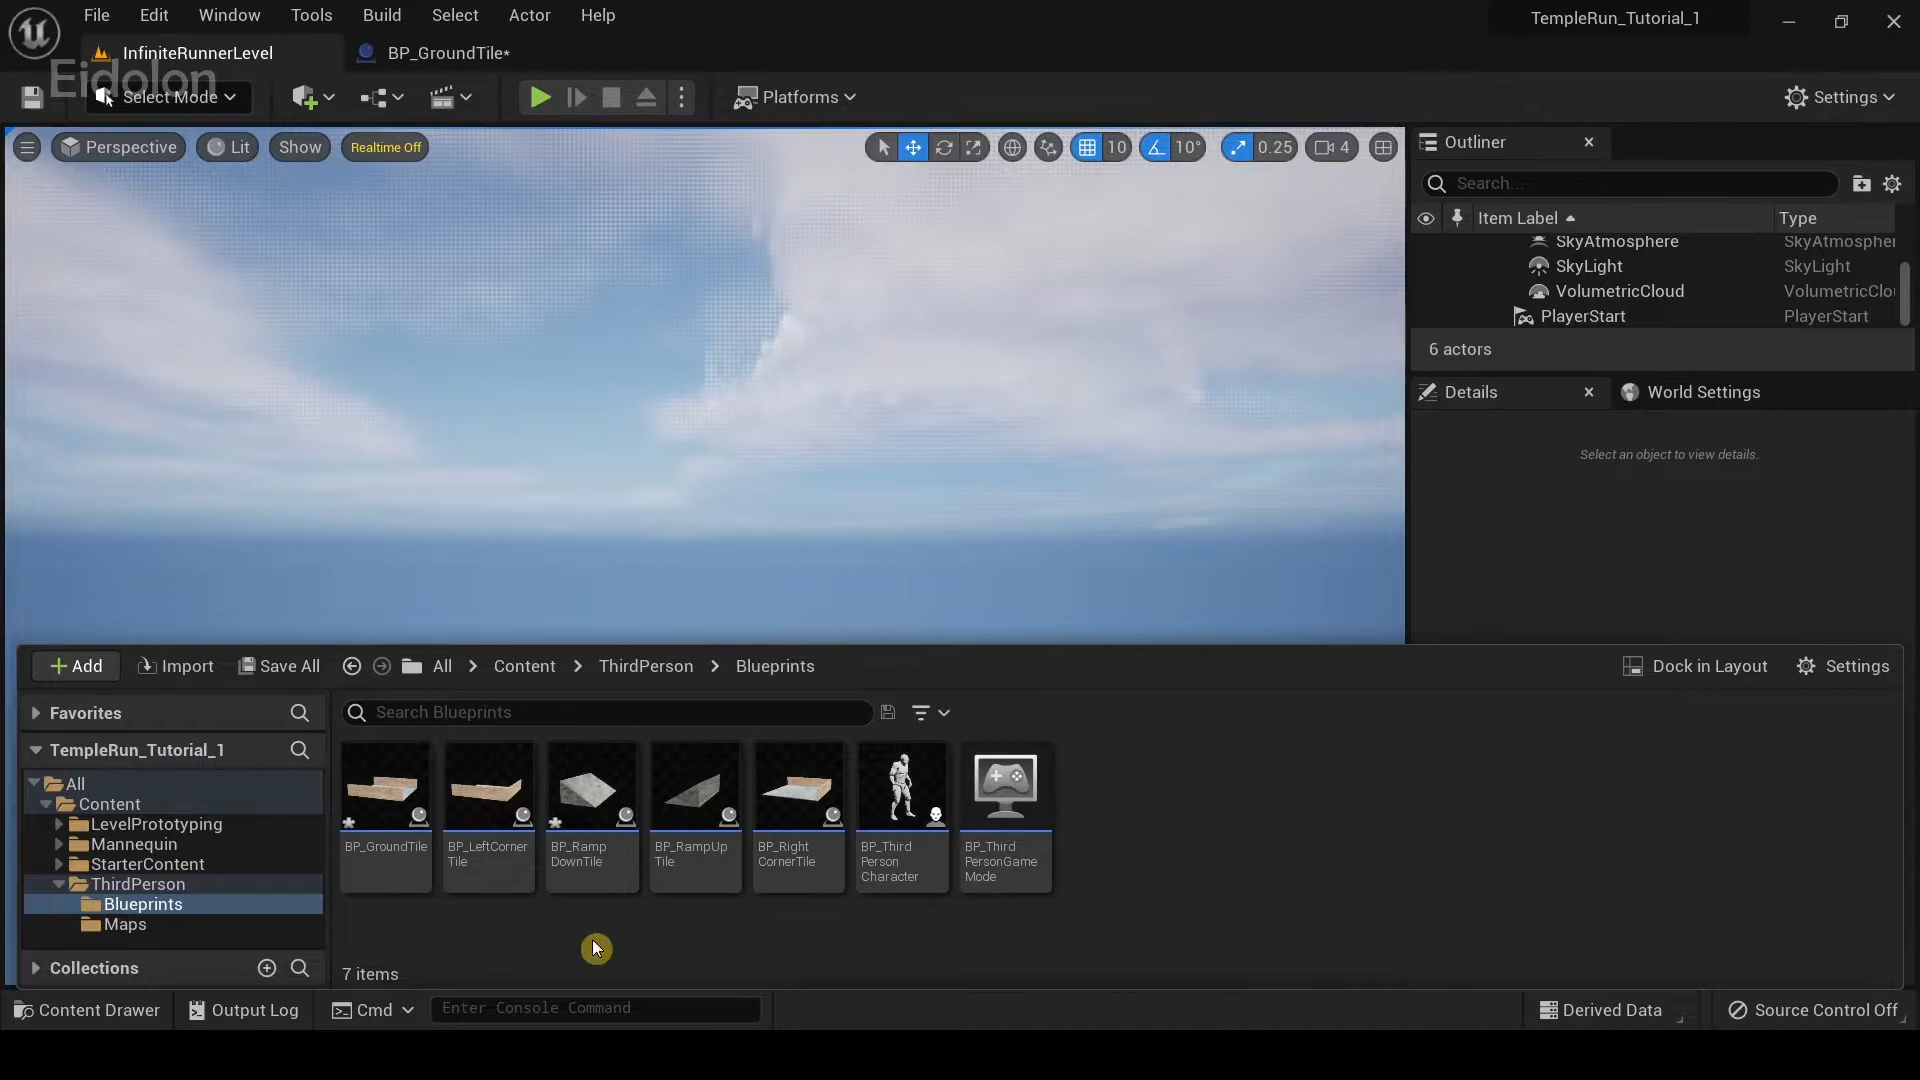 File Edit Window Tools Build Select Actor Help
TempleRun_Tutorial_1
InfiniteRunnerLevel
BP_GroundTile*
Eidolon
Select Mode
Platforms
Settings
Perspective
Lit
Show
Realtime Off
10
10°
0.25
4
Outliner
Search...
Item Label
Type
SkyAtmosphere
SkyAtmospher
SkyLight
SkyLight
VolumetricCloud
VolumetricClo
PlayerStart
PlayerStart
6 actors
Details
World Settings
Select an object to view details.
Add
Import
Save All
All
Content
ThirdPerson
Blueprints
Dock in Layout
Settings
Favorites
Search Blueprints
TempleRun_Tutorial_1
All
Content
LevelPrototyping
Mannequin
StarterContent
ThirdPerson
Blueprints
Maps
BP_GroundTile
BP_LeftCorner
Tile
BP_Ramp
DownTile
BP_RampUp
Tile
BP_Right
CornerTile
BP_Third
Person
Character
BP_Third
PersonGame
Mode
Collections
7 items
Content Drawer
Output Log
Cmd
Enter Console Command
Derived Data
Source Control Off